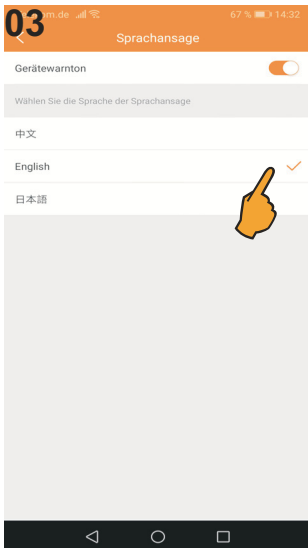 03
m.de 67 % 14:32
Sprachansage
Gerätewarnton
Wählen Sie die Sprache der Sprachansage
中文
English
日本語